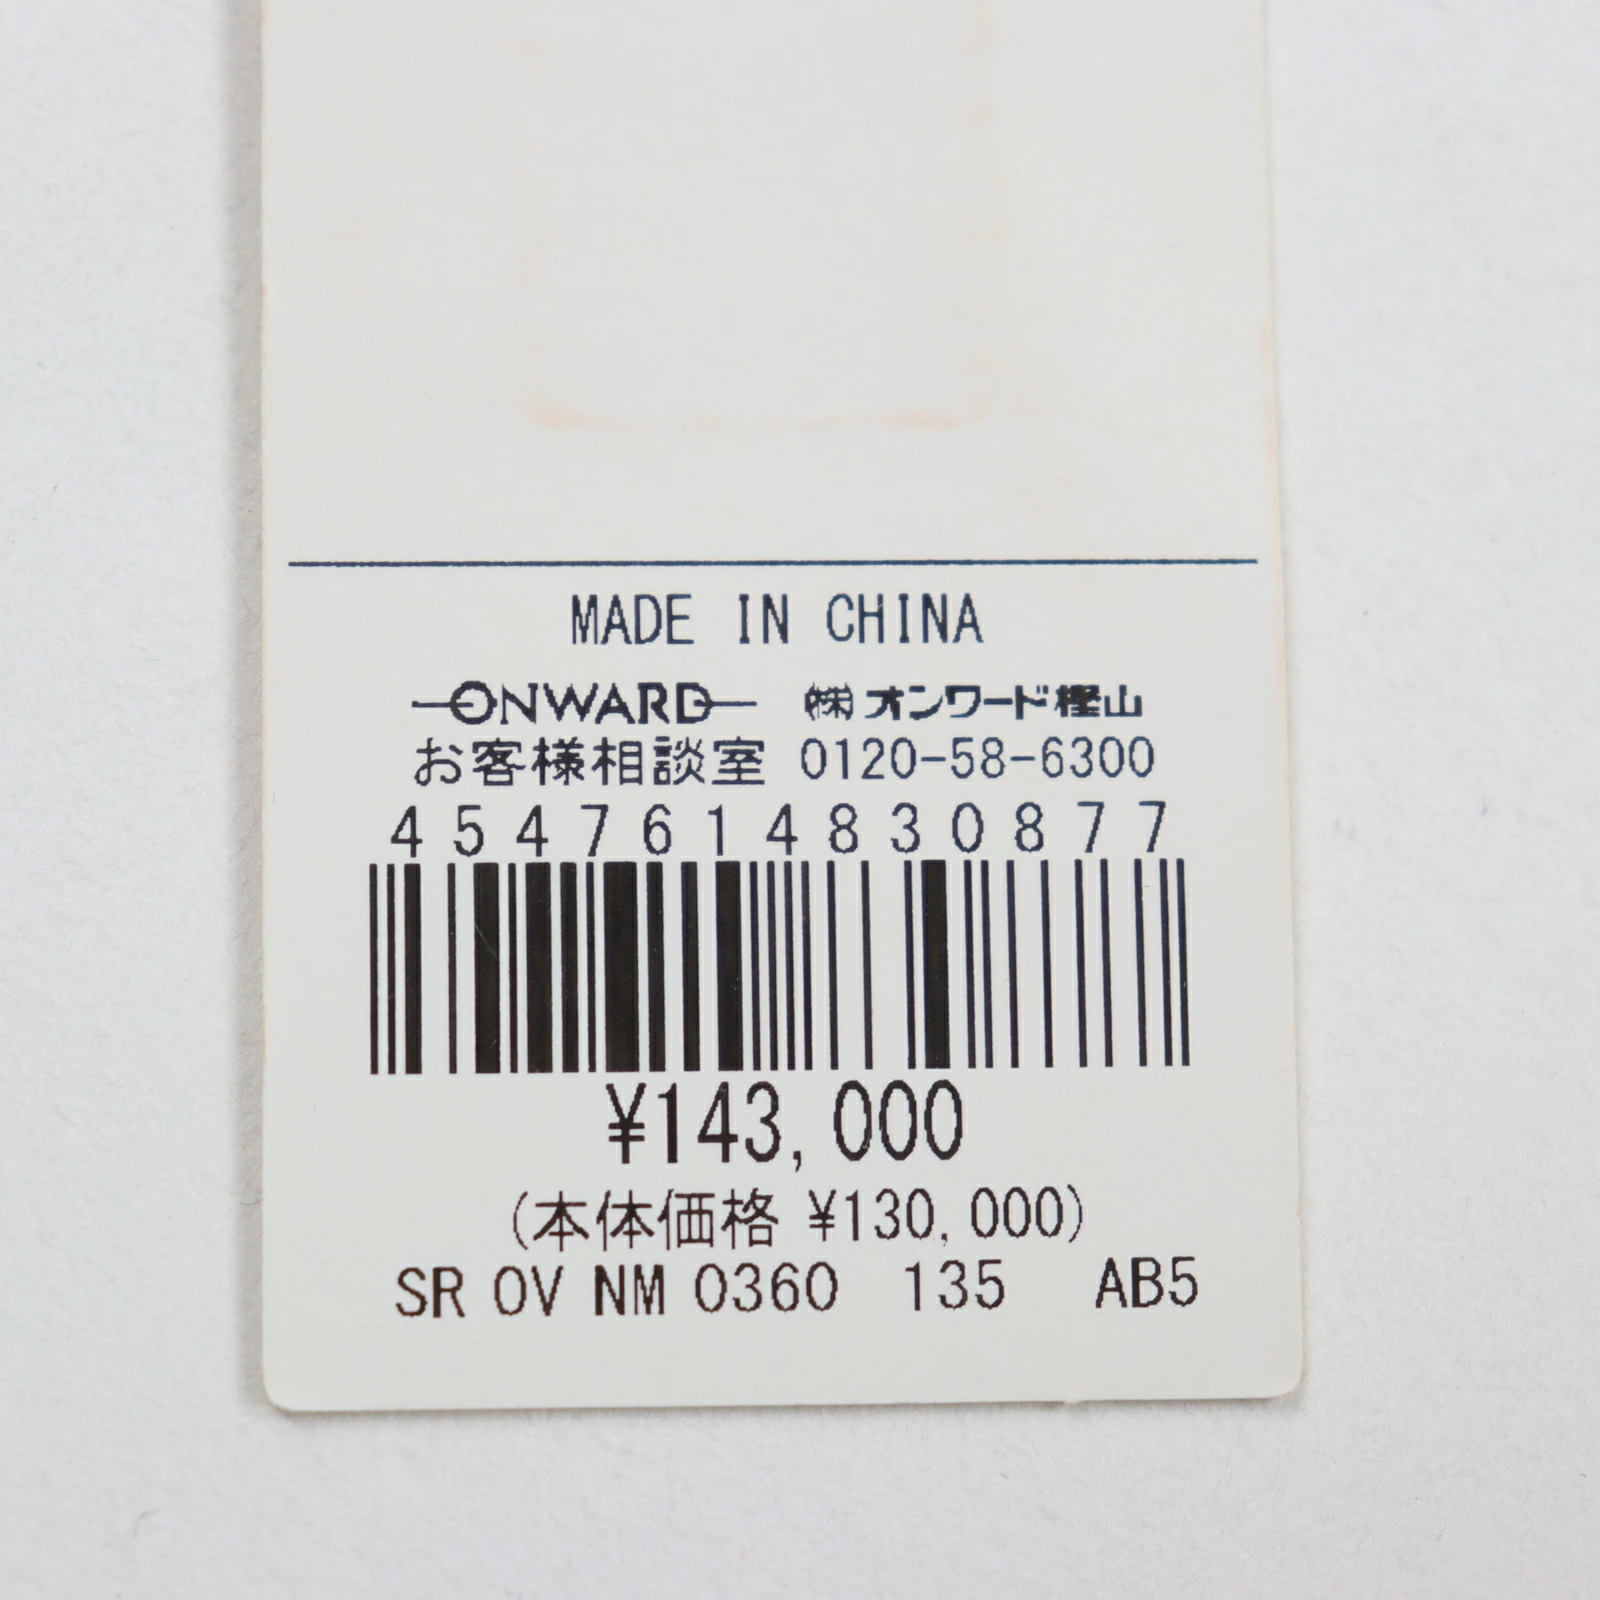 MADE IN CHINA
ONWARD ㈱オンワード樫山
お客様相談室 0120-58-6300
4547614830877
¥143,000
(本体価格 ¥130,000)
SR OV NM 0360 135 AB5